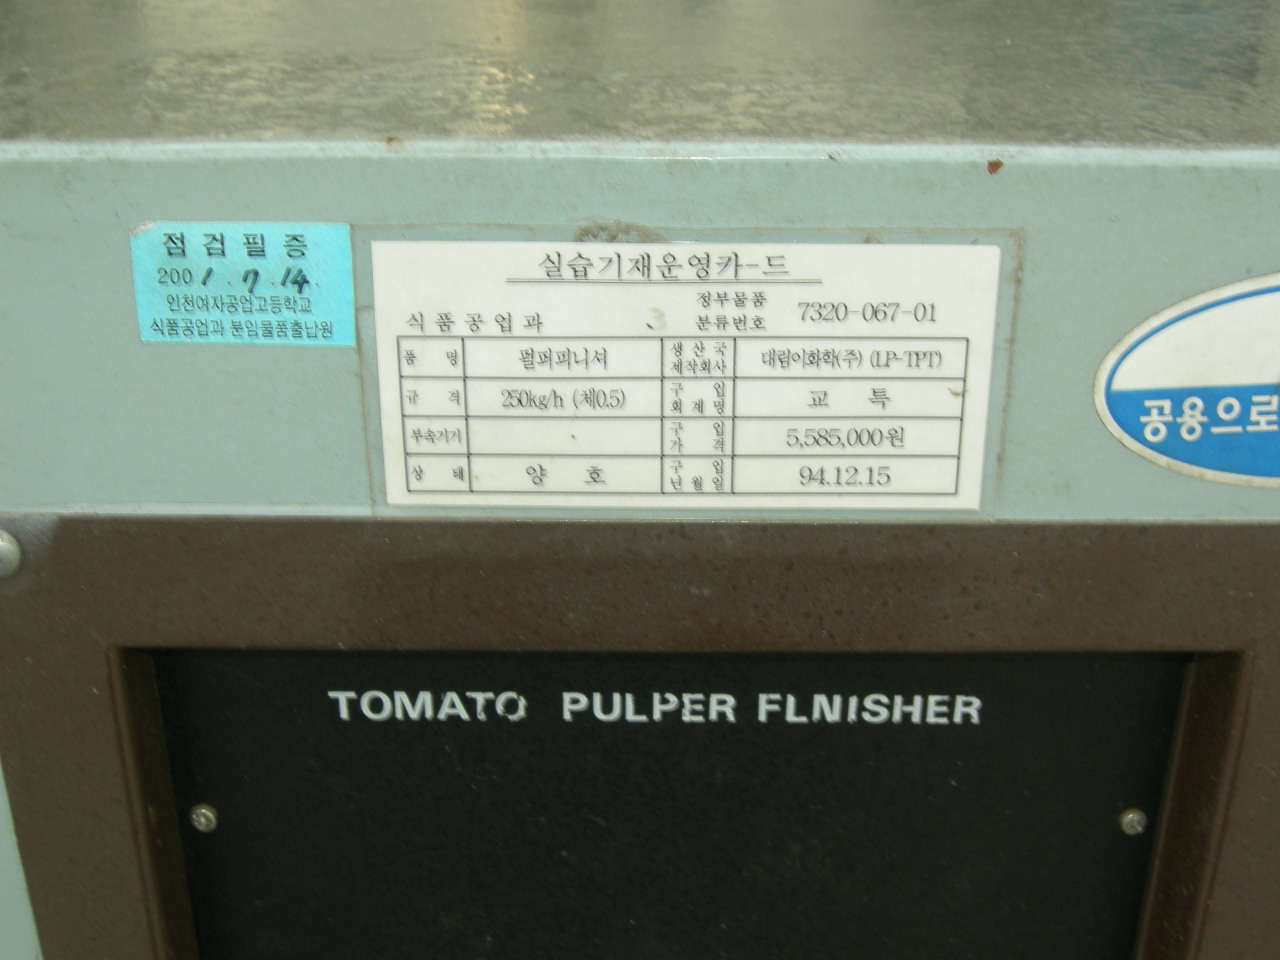 점 검 필 증
2001.7.14.
인천여자공업고등학교
식품공업과 분임물품출납원
실습기재운영카-드
식품공업과 3 정부물품 분류번호 7320-067-01
품 명 펄퍼피니셔 생산국 제작회사 대림이화학(주) (LP-TPT)
규 격 250kg/h (체0.5) 구입 회계명 교 특
부속기기 구입 가격 5,585,000원
상 태 양 호 구입 년월일 94.12.15
공용으로
TOMATO PULPER FLNISHER